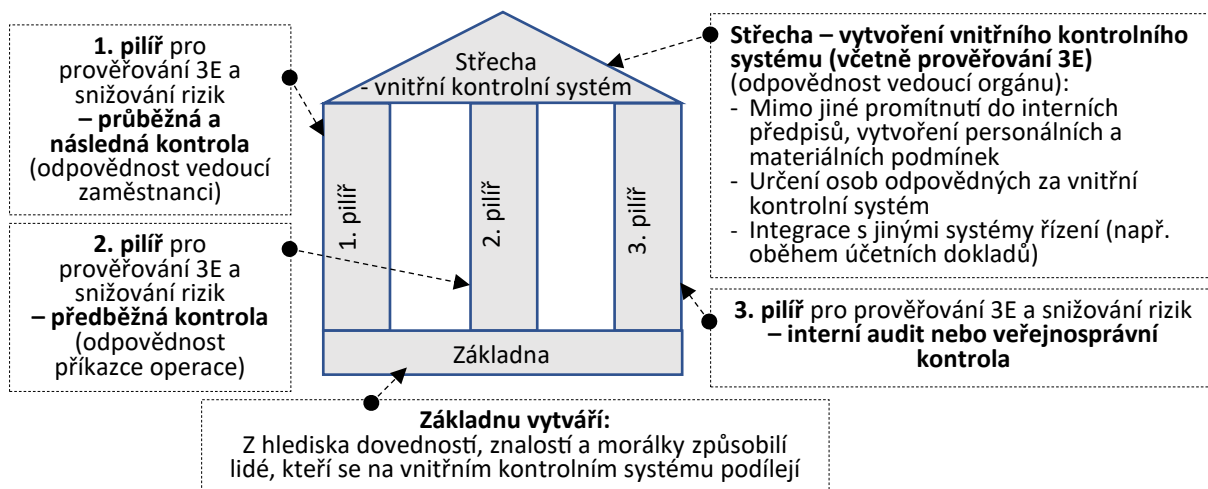 1. pilíř pro
prověřování 3E a
snižování rizik
– průběžná a
následná kontrola
(odpovědnost vedoucí
zaměstnanci)
2. pilíř pro
prověřování 3E a
snižování rizik
– předběžná kontrola
(odpovědnost
příkazce operace)
Střecha
- vnitřní kontrolní systém
1. pilíř
2. pilíř
3. pilíř
Základna
Střecha – vytvoření vnitřního kontrolního
systému (včetně prověřování 3E)
(odpovědnost vedoucí orgánu):
- Mimo jiné promítnutí do interních
předpisů, vytvoření personálních a
materiálních podmínek
- Určení osob odpovědných za vnitřní
kontrolní systém
- Integrace s jinými systémy řízení (např.
oběhem účetních dokladů)
3. pilíř pro prověřování 3E a snižování rizik
– interní audit nebo veřejnosprávní
kontrola
Základnu vytváří:
Z hlediska dovedností, znalostí a morálky způsobilí
lidé, kteří se na vnitřním kontrolním systému podílejí